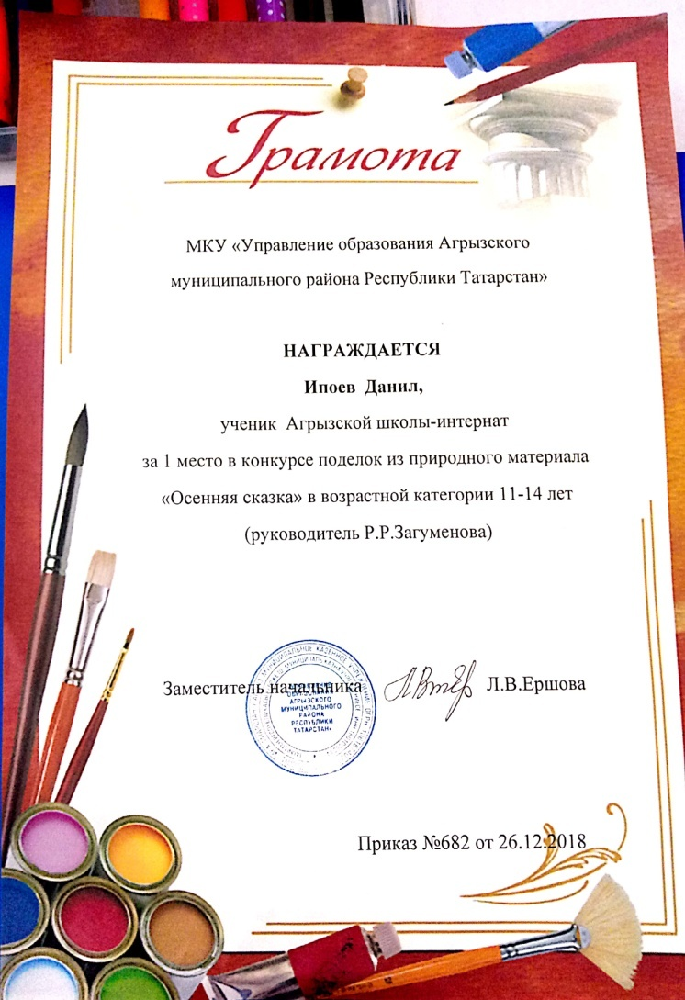 Грамота
МКУ «Управление образования Агрызского
муниципального района Республики Татарстан»
НАГРАЖДАЕТСЯ
Ипоев Данил,
ученик Агрызской школы-интернат
за 1 место в конкурсе поделок из природного материала
«Осенняя сказка» в возрастной категории 11-14 лет
(руководитель Р.Р.Загуменова)
Заместитель начальника Л.В.Ершова
ОБРАЗОВАНИЯ
АГРЫЗСКОГО
МУНИЦИПАЛЬНОГО
РАЙОНА
РЕСПУБЛИКИ
ТАТАРСТАН»
Приказ №682 от 26.12.2018